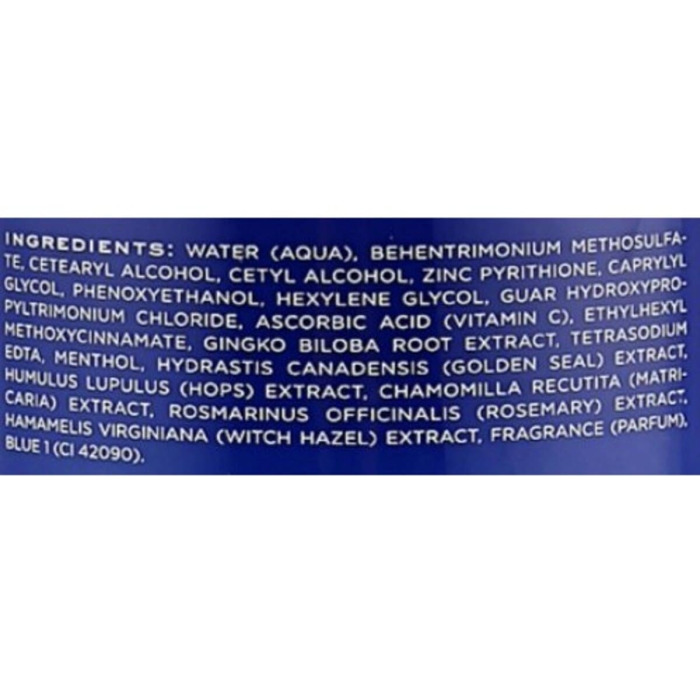 INGREDIENTS: WATER (AQUA), BEHENTRIMONIUM METHOSULFA-
TE, CETEARYL ALCOHOL, CETYL ALCOHOL, ZINC PYRITHIONE, CAPRYLYL
GLYCOL, PHENOXYETHANOL, HEXYLENE GLYCOL, GUAR HYDROXYPRO-
PYLTRIMONIUM CHLORIDE, ASCORBIC ACID (VITAMIN C), ETHYLHEXYL
METHOXYCINNAMATE, GINGKO BILOBA ROOT EXTRACT, TETRASODIUM
EDTA, MENTHOL, HYDRASTIS CANADENSIS (GOLDEN SEAL) EXTRACT,
HUMULUS LUPULUS (HOPS) EXTRACT, CHAMOMILLA RECUTITA (MATRI-
CARIA) EXTRACT, ROSMARINUS OFFICINALIS (ROSEMARY) EXTRACT,
HAMAMELIS VIRGINIANA (WITCH HAZEL) EXTRACT, FRAGRANCE (PARFUM),
BLUE 1 (CI 42090).